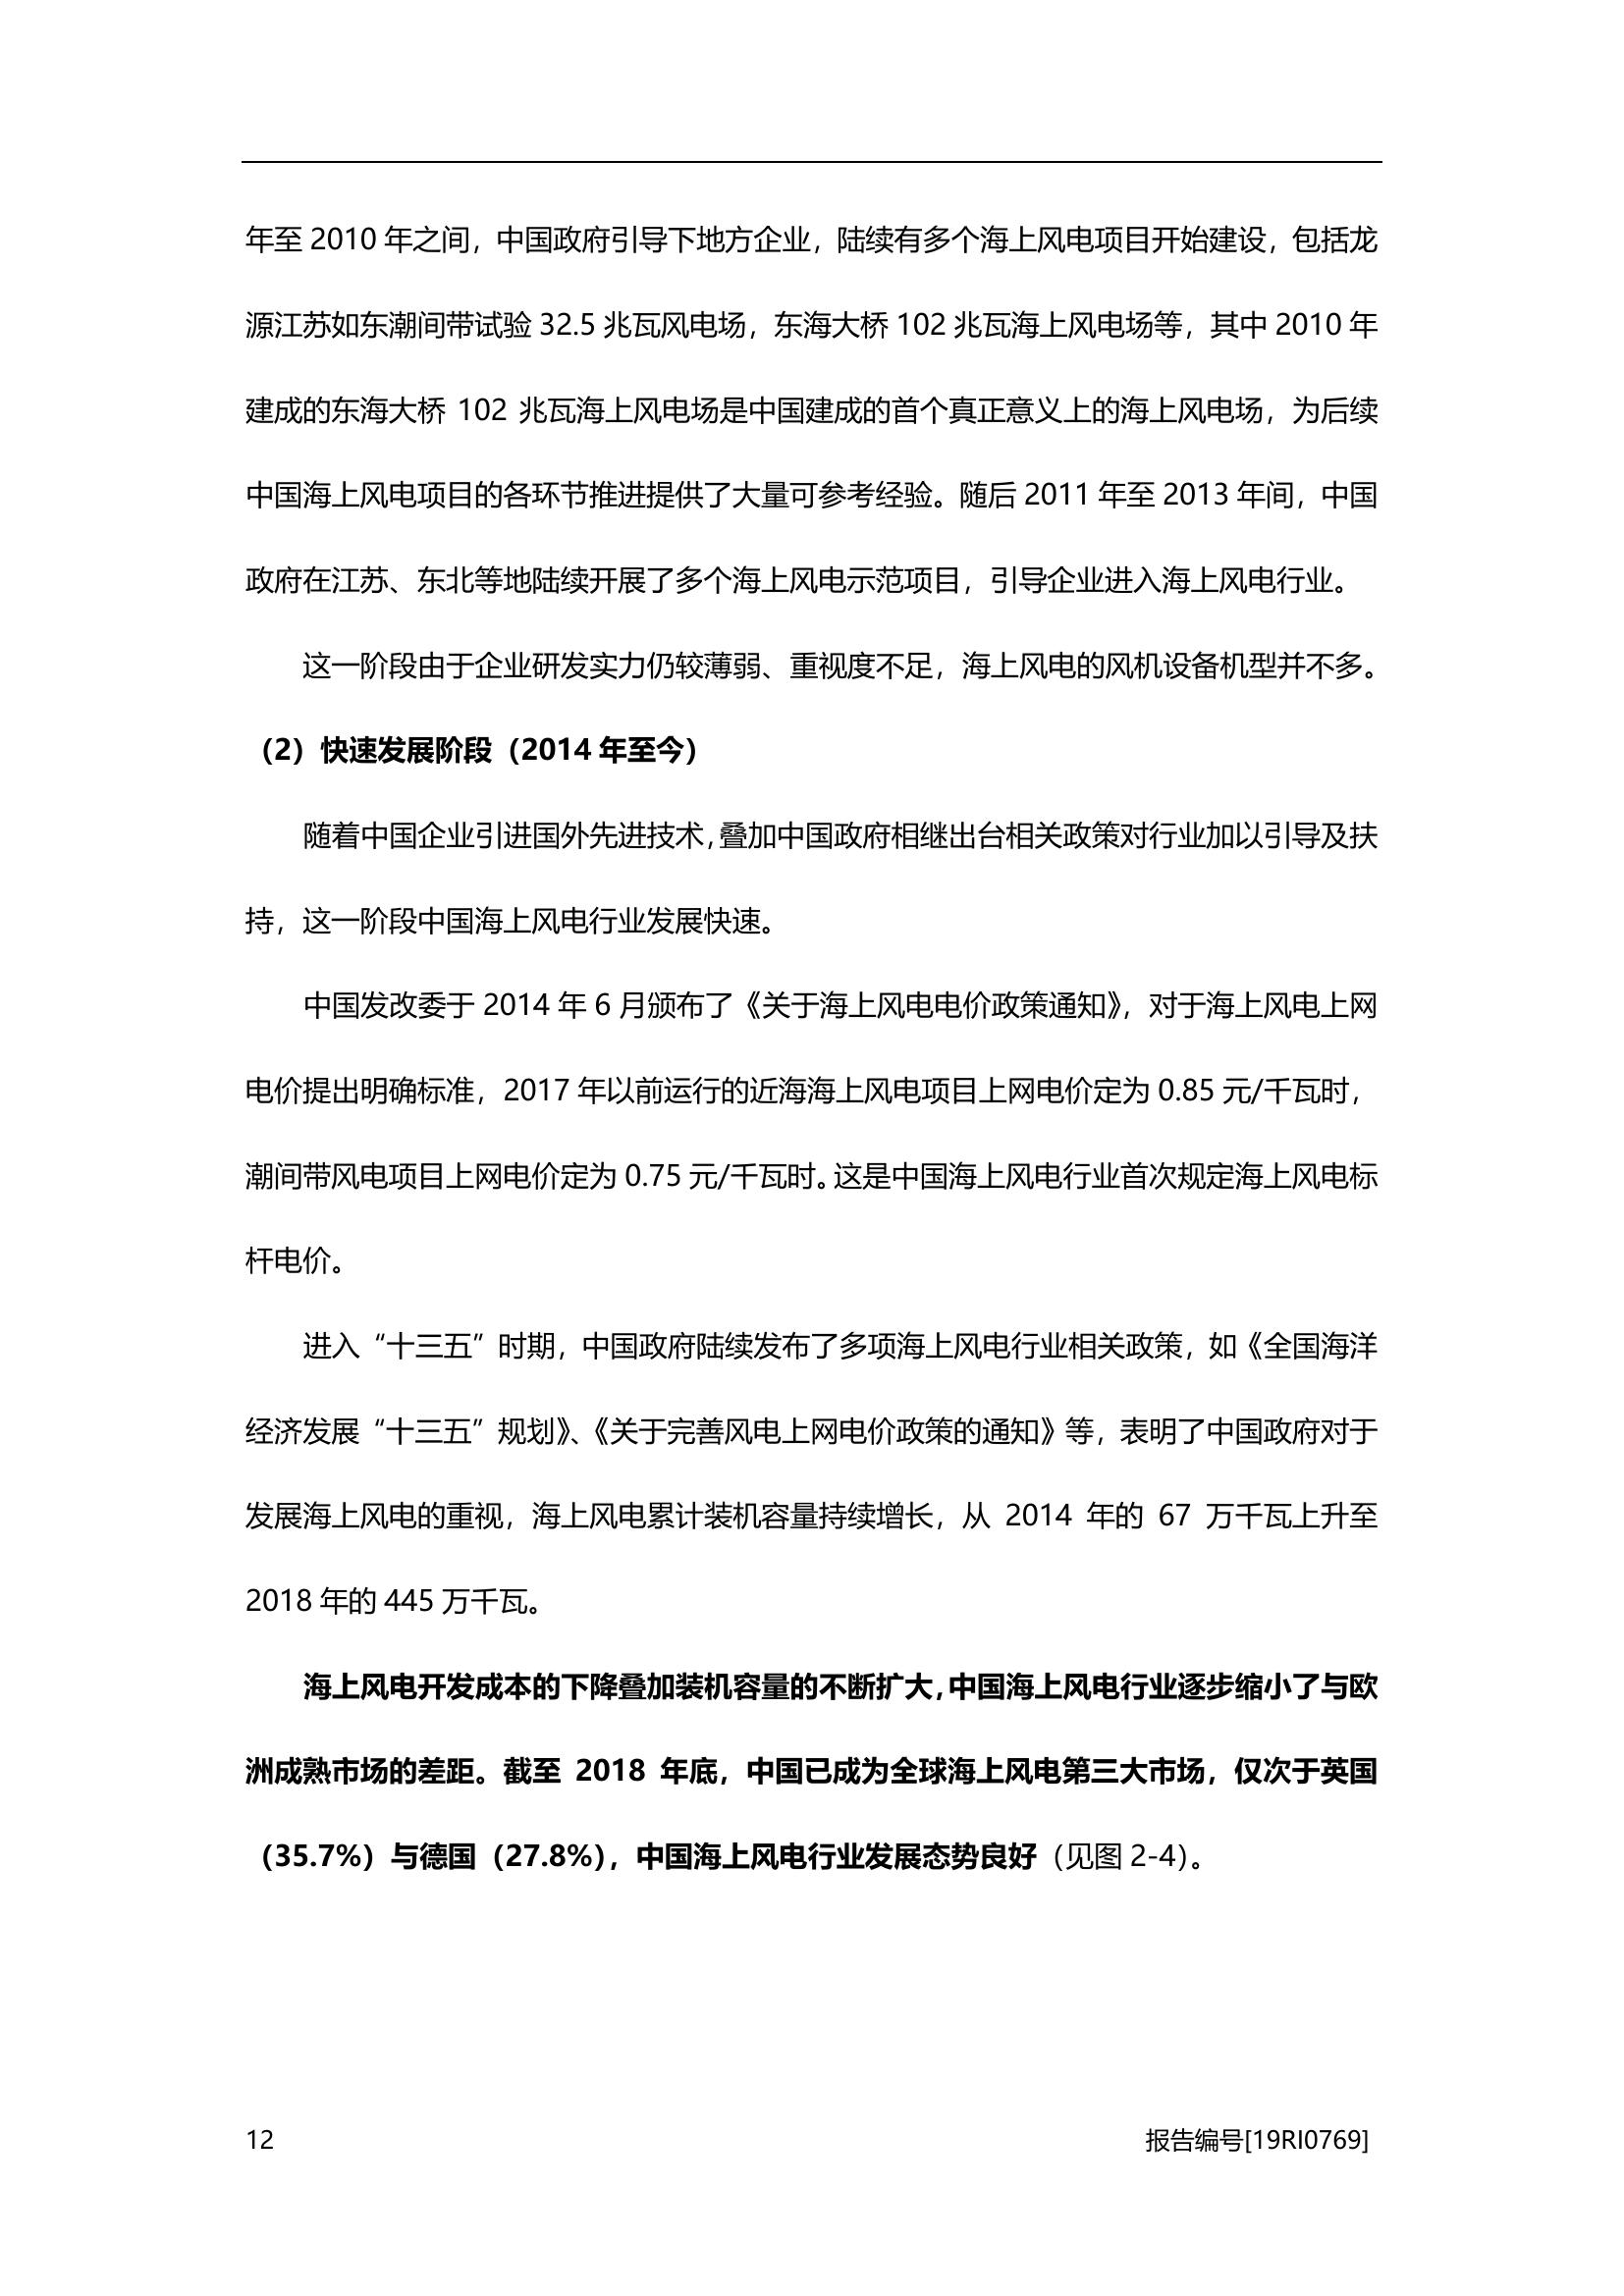 年至 2010 年之间，中国政府引导下地方企业，陆续有多个海上风电项目开始建设，包括龙
源江苏如东潮间带试验 32.5 兆瓦风电场，东海大桥 102 兆瓦海上风电场等，其中 2010 年
建成的东海大桥 102 兆瓦海上风电场是中国建成的首个真正意义上的海上风电场，为后续
中国海上风电项目的各环节推进提供了大量可参考经验。随后 2011 年至 2013 年间，中国
政府在江苏、东北等地陆续开展了多个海上风电示范项目，引导企业进入海上风电行业。
这一阶段由于企业研发实力仍较薄弱、重视度不足，海上风电的风机设备机型并不多。
（2）快速发展阶段（2014 年至今）
随着中国企业引进国外先进技术，叠加中国政府相继出台相关政策对行业加以引导及扶
持，这一阶段中国海上风电行业发展快速。
中国发改委于 2014 年 6 月颁布了《关于海上风电电价政策通知》，对于海上风电上网
电价提出明确标准，2017 年以前运行的近海海上风电项目上网电价定为 0.85 元/千瓦时，
潮间带风电项目上网电价定为 0.75 元/千瓦时。这是中国海上风电行业首次规定海上风电标
杆电价。
进入“十三五”时期，中国政府陆续发布了多项海上风电行业相关政策，如《全国海洋
经济发展“十三五”规划》、《关于完善风电上网电价政策的通知》等，表明了中国政府对于
发展海上风电的重视，海上风电累计装机容量持续增长，从 2014 年的 67 万千瓦上升至
2018 年的 445 万千瓦。
海上风电开发成本的下降叠加装机容量的不断扩大，中国海上风电行业逐步缩小了与欧
洲成熟市场的差距。截至 2018 年底，中国已成为全球海上风电第三大市场，仅次于英国
（35.7%）与德国（27.8%），中国海上风电行业发展态势良好（见图 2-4）。
12 报告编号[19RI0769]